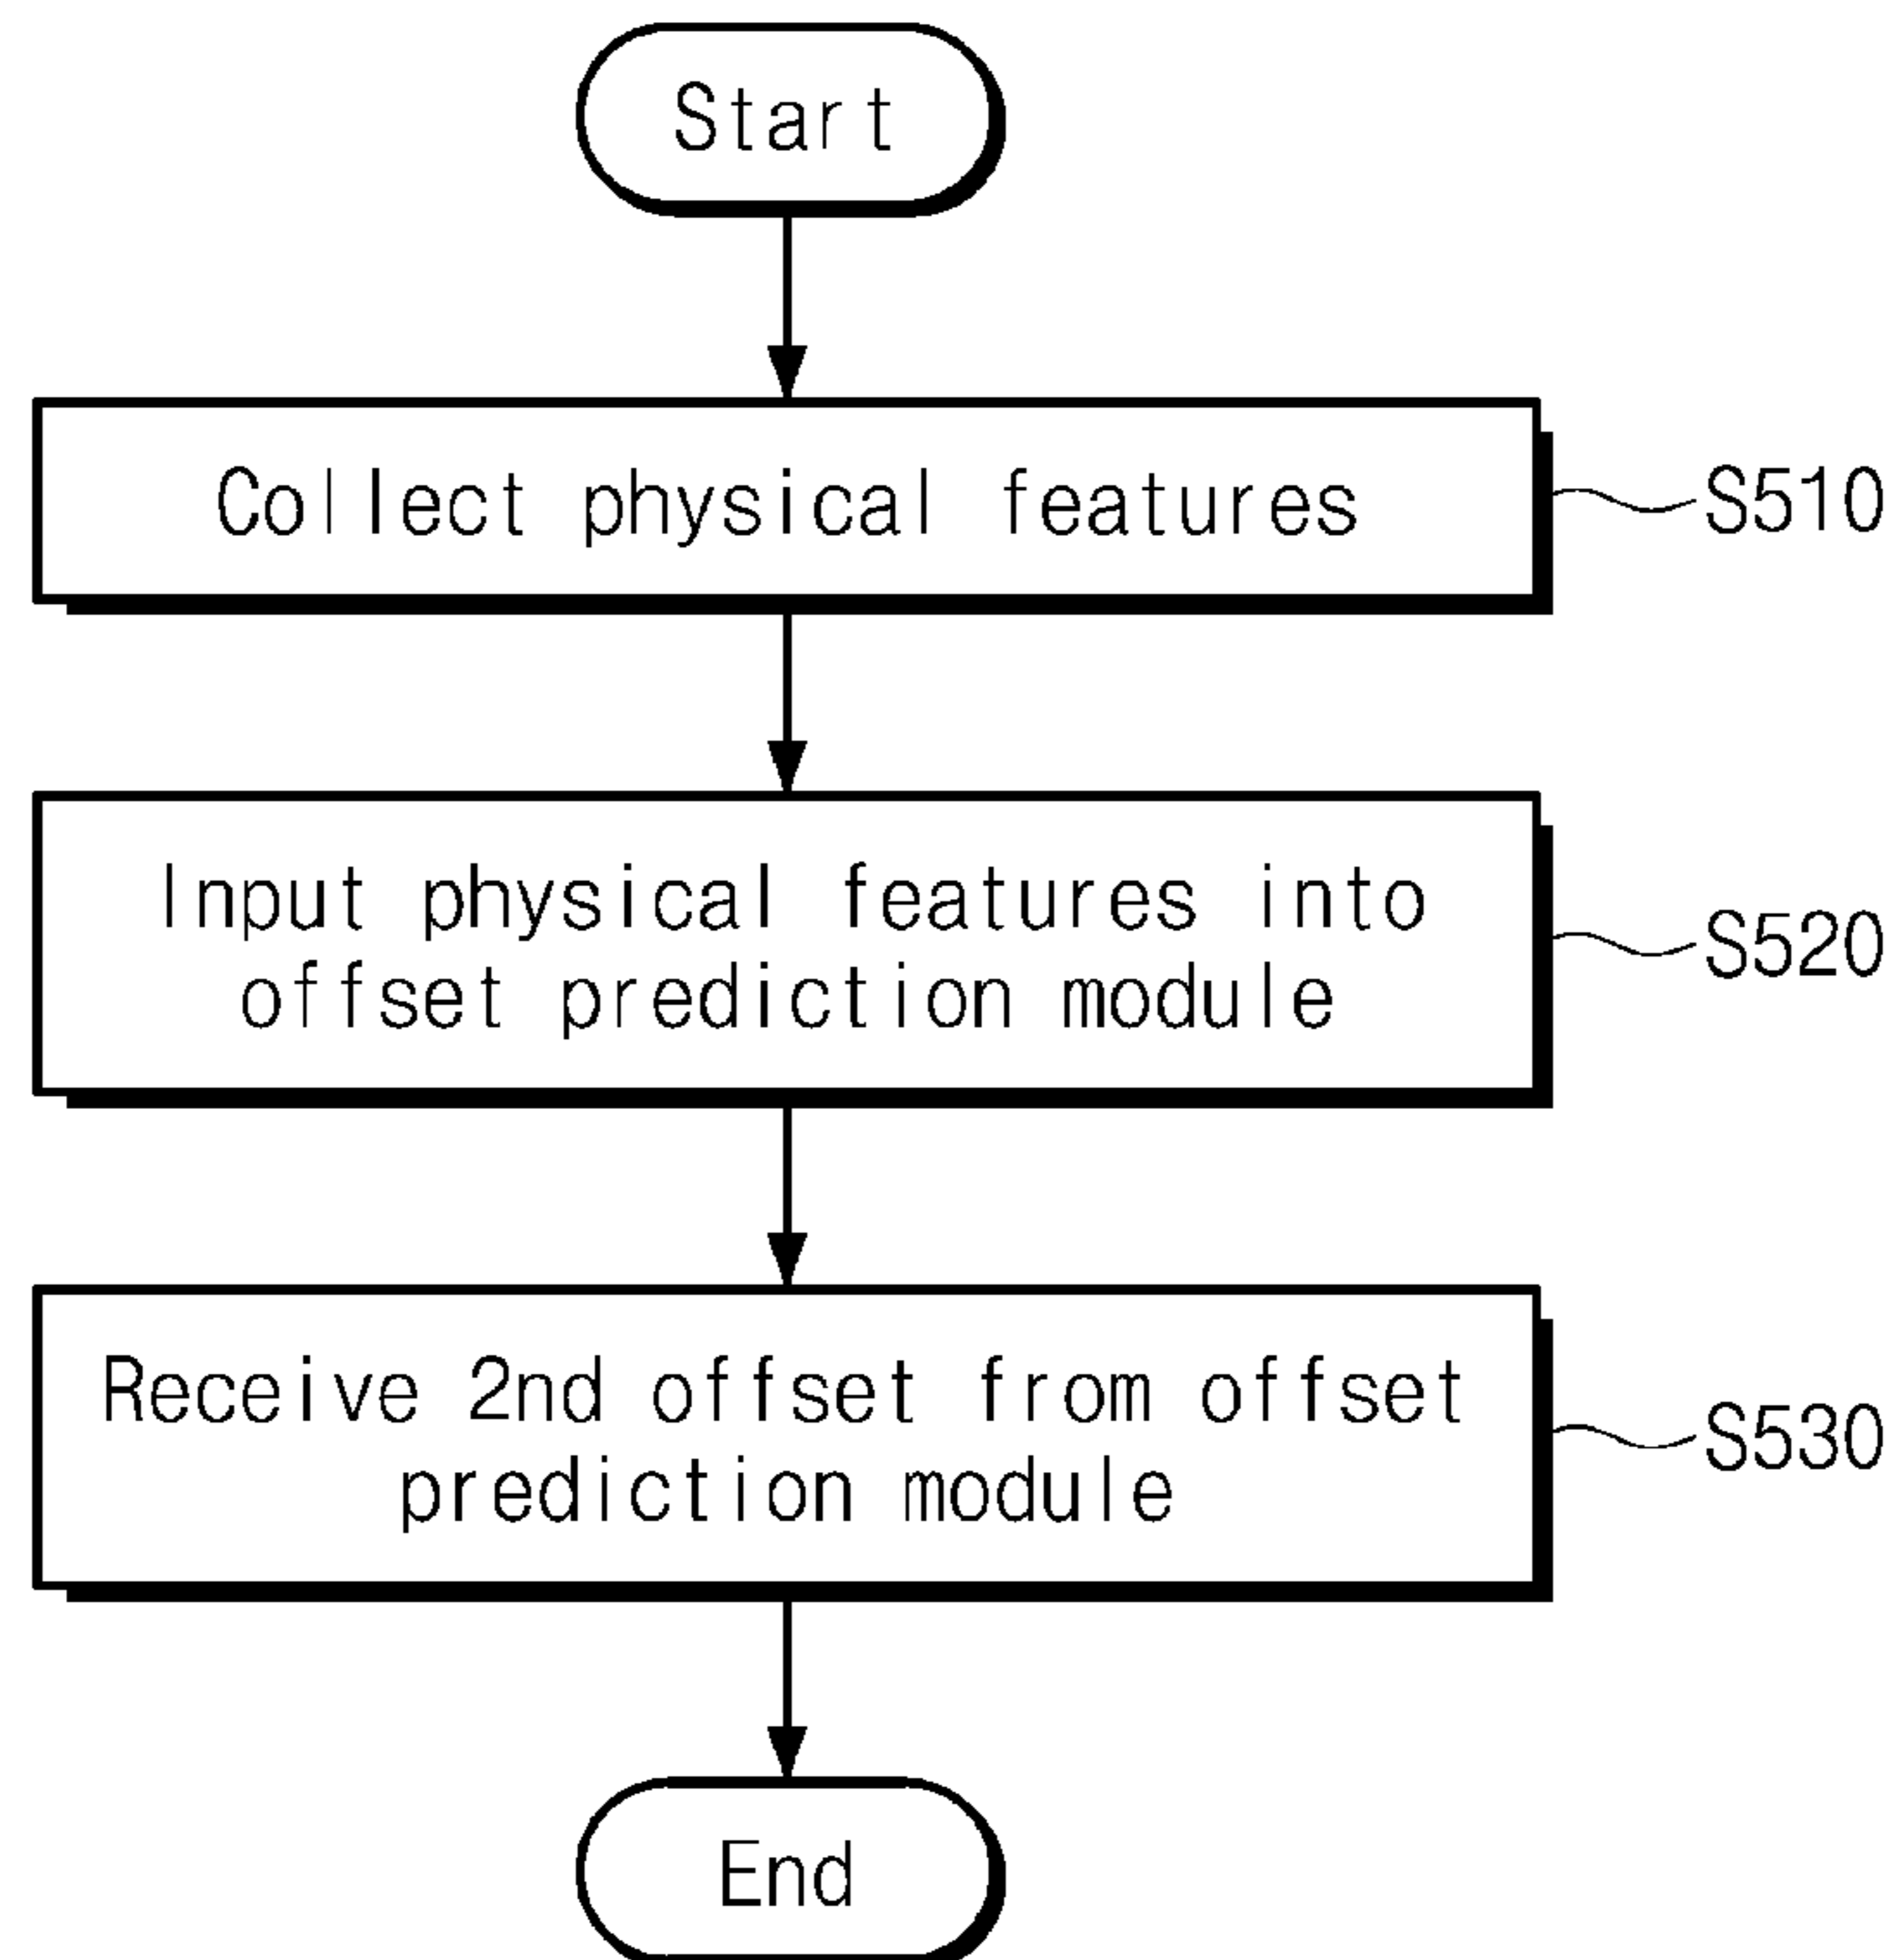 Start
Collect physical features
S510
Input physical features into
offset prediction module
S520
Receive 2nd offset from offset
prediction module
S530
End